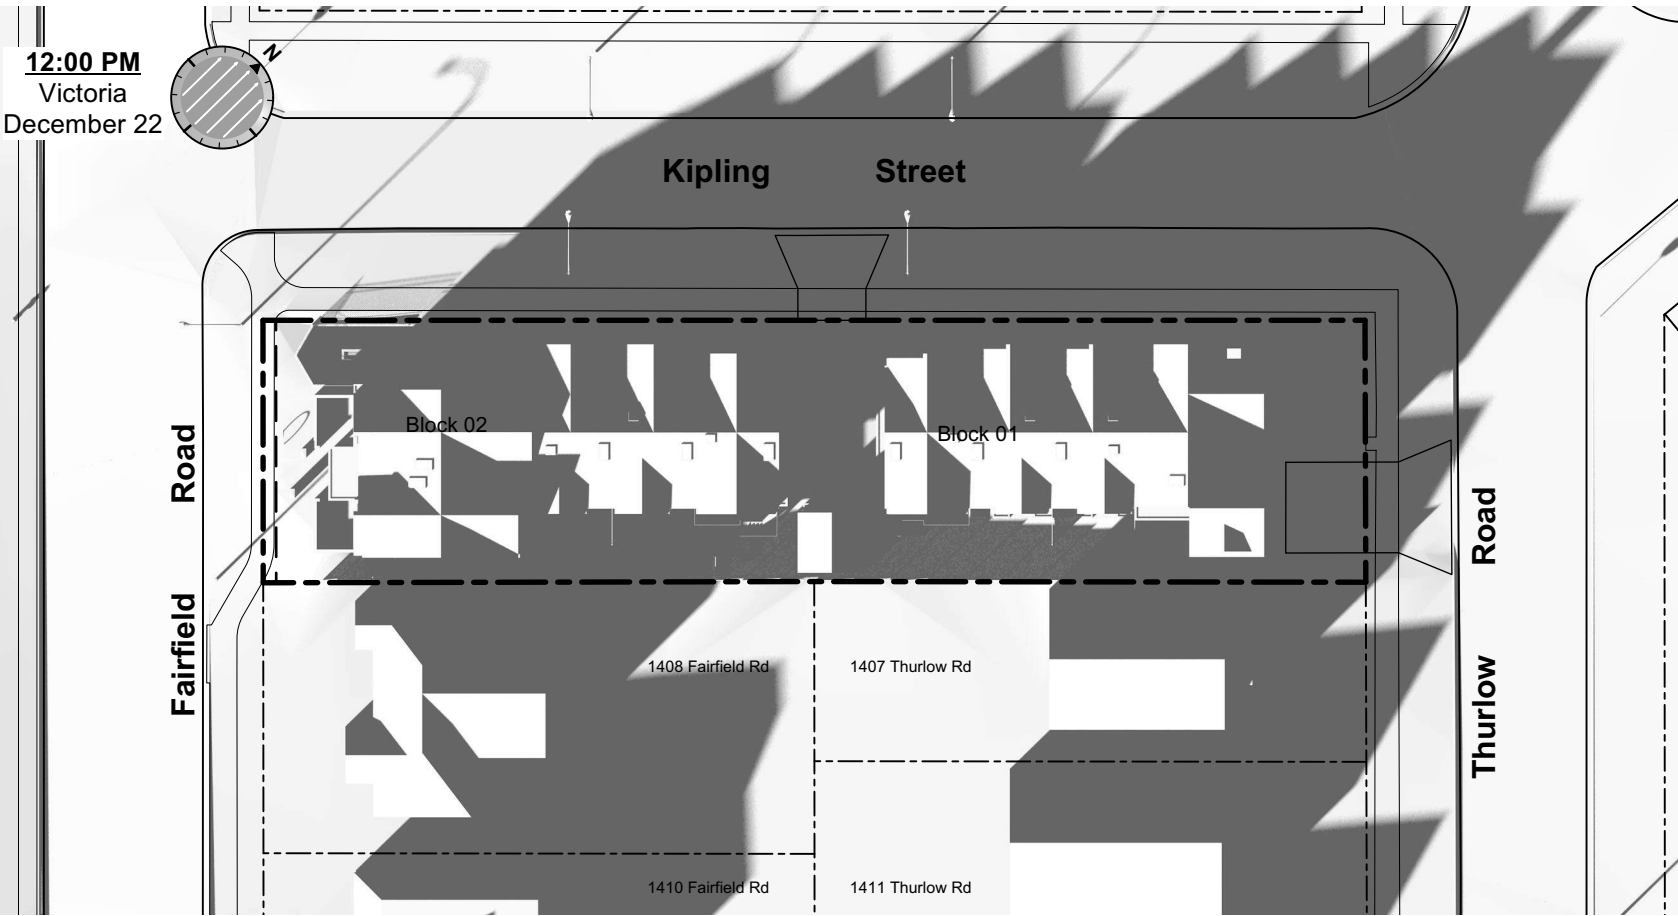 12:00 PM
Victoria
December 22
N
Kipling Street
Block 02
Block 01
Fairfield Road
Thurlow Road
1408 Fairfield Rd
1407 Thurlow Rd
1410 Fairfield Rd
1411 Thurlow Rd